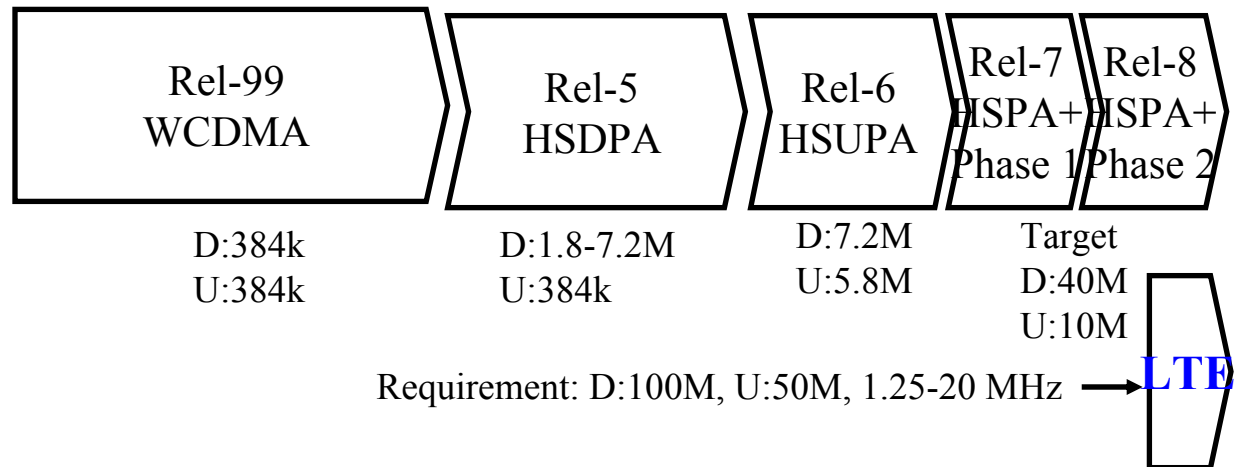 Rel-99
WCDMA
Rel-5
HSDPA
Rel-6
HSUPA
Rel-7
HSPA+
Phase 1
Rel-8
HSPA+
Phase 2
D:384k
U:384k
D:1.8-7.2M
U:384k
D:7.2M
U:5.8M
Target
D:40M
U:10M
Requirement: D:100M, U:50M, 1.25-20 MHz
LTE